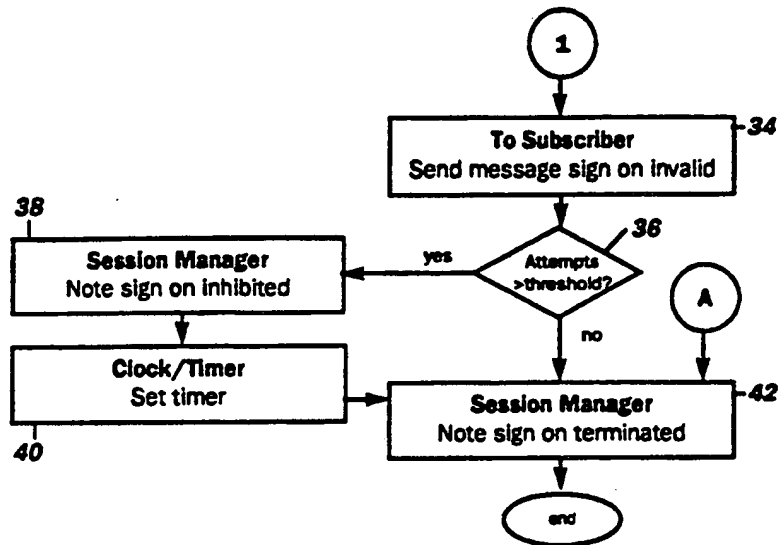 1
34
To Subscriber
Send message sign on invalid
36
Attempts
>threshold?
yes
no
38
Session Manager
Note sign on inhibited
Clock/Timer
Set timer
40
A
42
Session Manager
Note sign on terminated
end